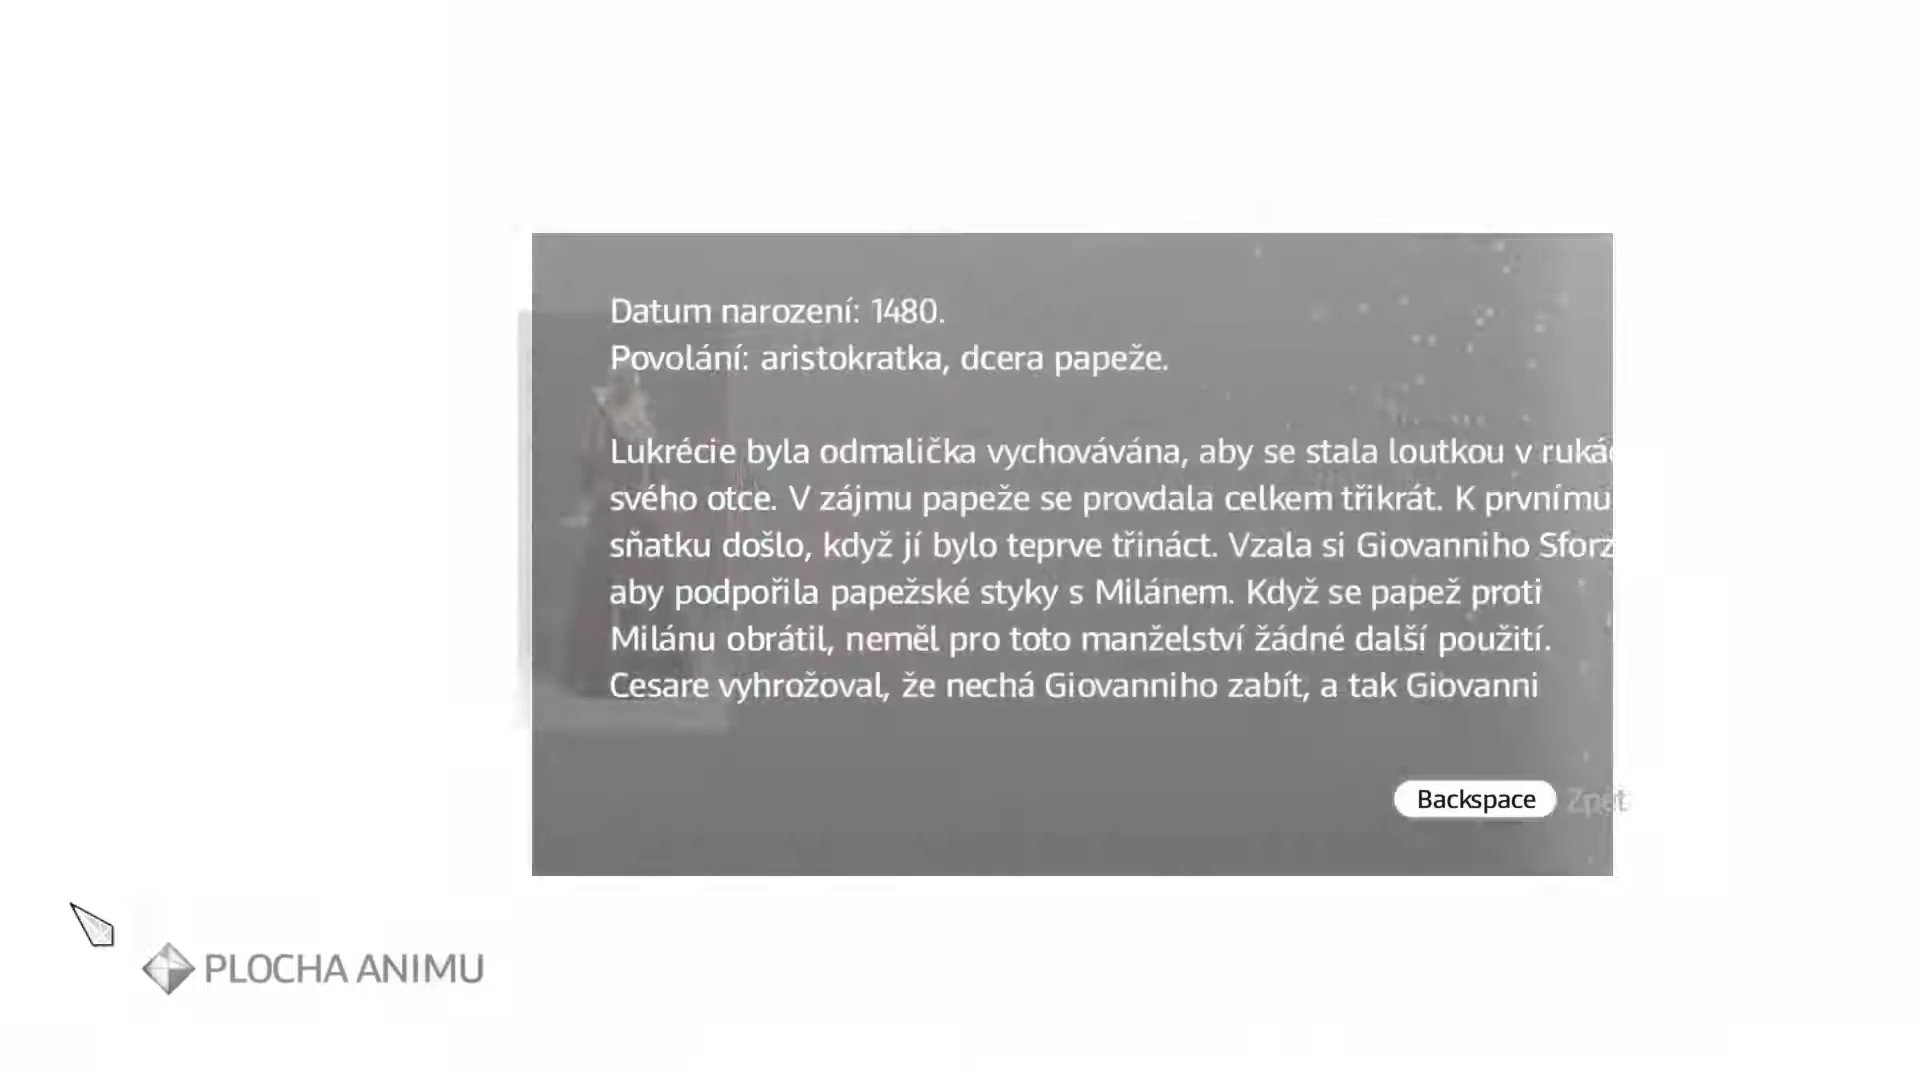 Datum narození: 1480.
Povolání: aristokratka, dcera papeže.
Lukrécie byla odmalička vychovávána, aby se stala loutkou v
svého otce. V zájmu papeže se provdala celkem třikrát. K prvnímu
sňatku došlo, když jí bylo teprve třináct. Vzala si Giovanniho
aby podpořila papežské styky s Milánem. Když se papež proti
Milánu obrátil, neměl pro toto manželství žádné další použití.
Cesare vyhrožoval, že nechá Giovanniho zabít, a tak Giovanni
Backspace Zpět
PLOCHA ANIMU